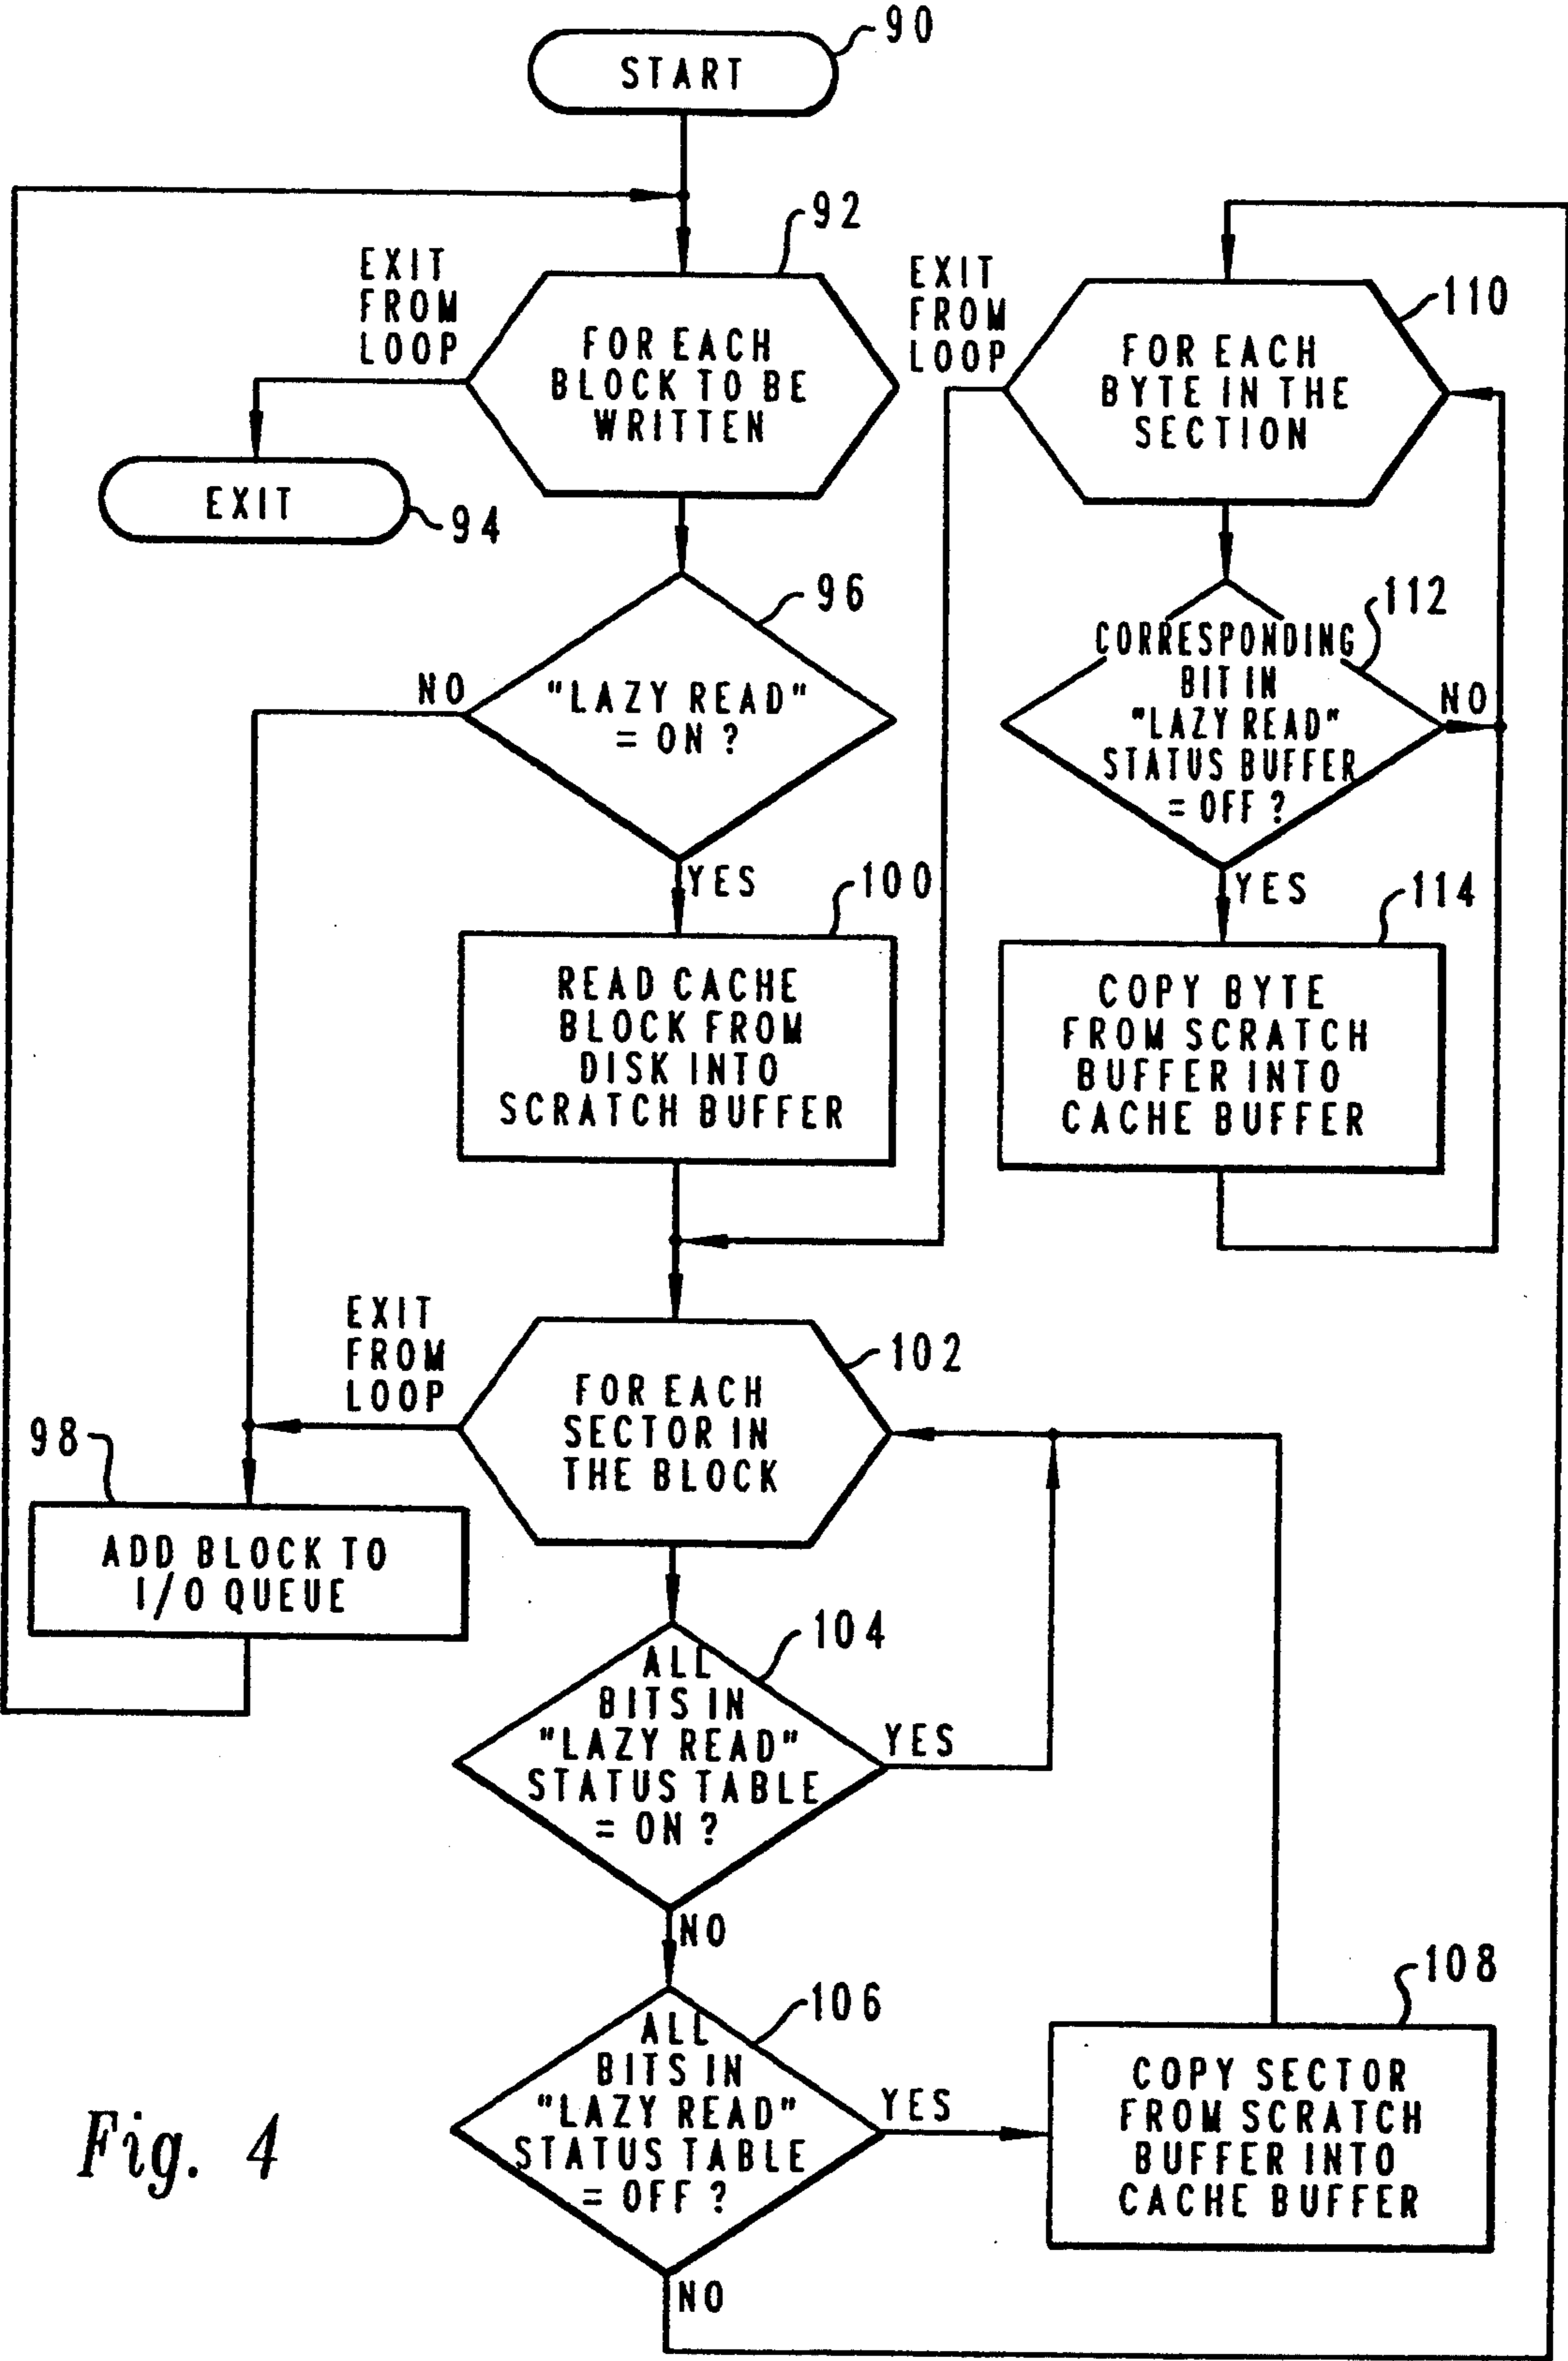 90
START
92
EXIT
FROM
LOOP
FOR EACH
BLOCK TO BE
WRITTEN
EXIT
94
96
"LAZY READ"
= ON ?
NO
YES
100
READ CACHE
BLOCK FROM
DISK INTO
SCRATCH BUFFER
EXIT
FROM
LOOP
110
FOR EACH
BYTE IN THE
SECTION
112
CORRESPONDING
BIT IN
"LAZY READ"
STATUS BUFFER
= OFF ?
NO
YES
114
COPY BYTE
FROM SCRATCH
BUFFER INTO
CACHE BUFFER
EXIT
FROM
LOOP
102
FOR EACH
SECTOR IN
THE BLOCK
98
ADD BLOCK TO
I/O QUEUE
104
ALL
BITS IN
"LAZY READ"
STATUS TABLE
= ON ?
YES
NO
106
ALL
BITS IN
"LAZY READ"
STATUS TABLE
= OFF ?
YES
NO
108
COPY SECTOR
FROM SCRATCH
BUFFER INTO
CACHE BUFFER
Fig. 4